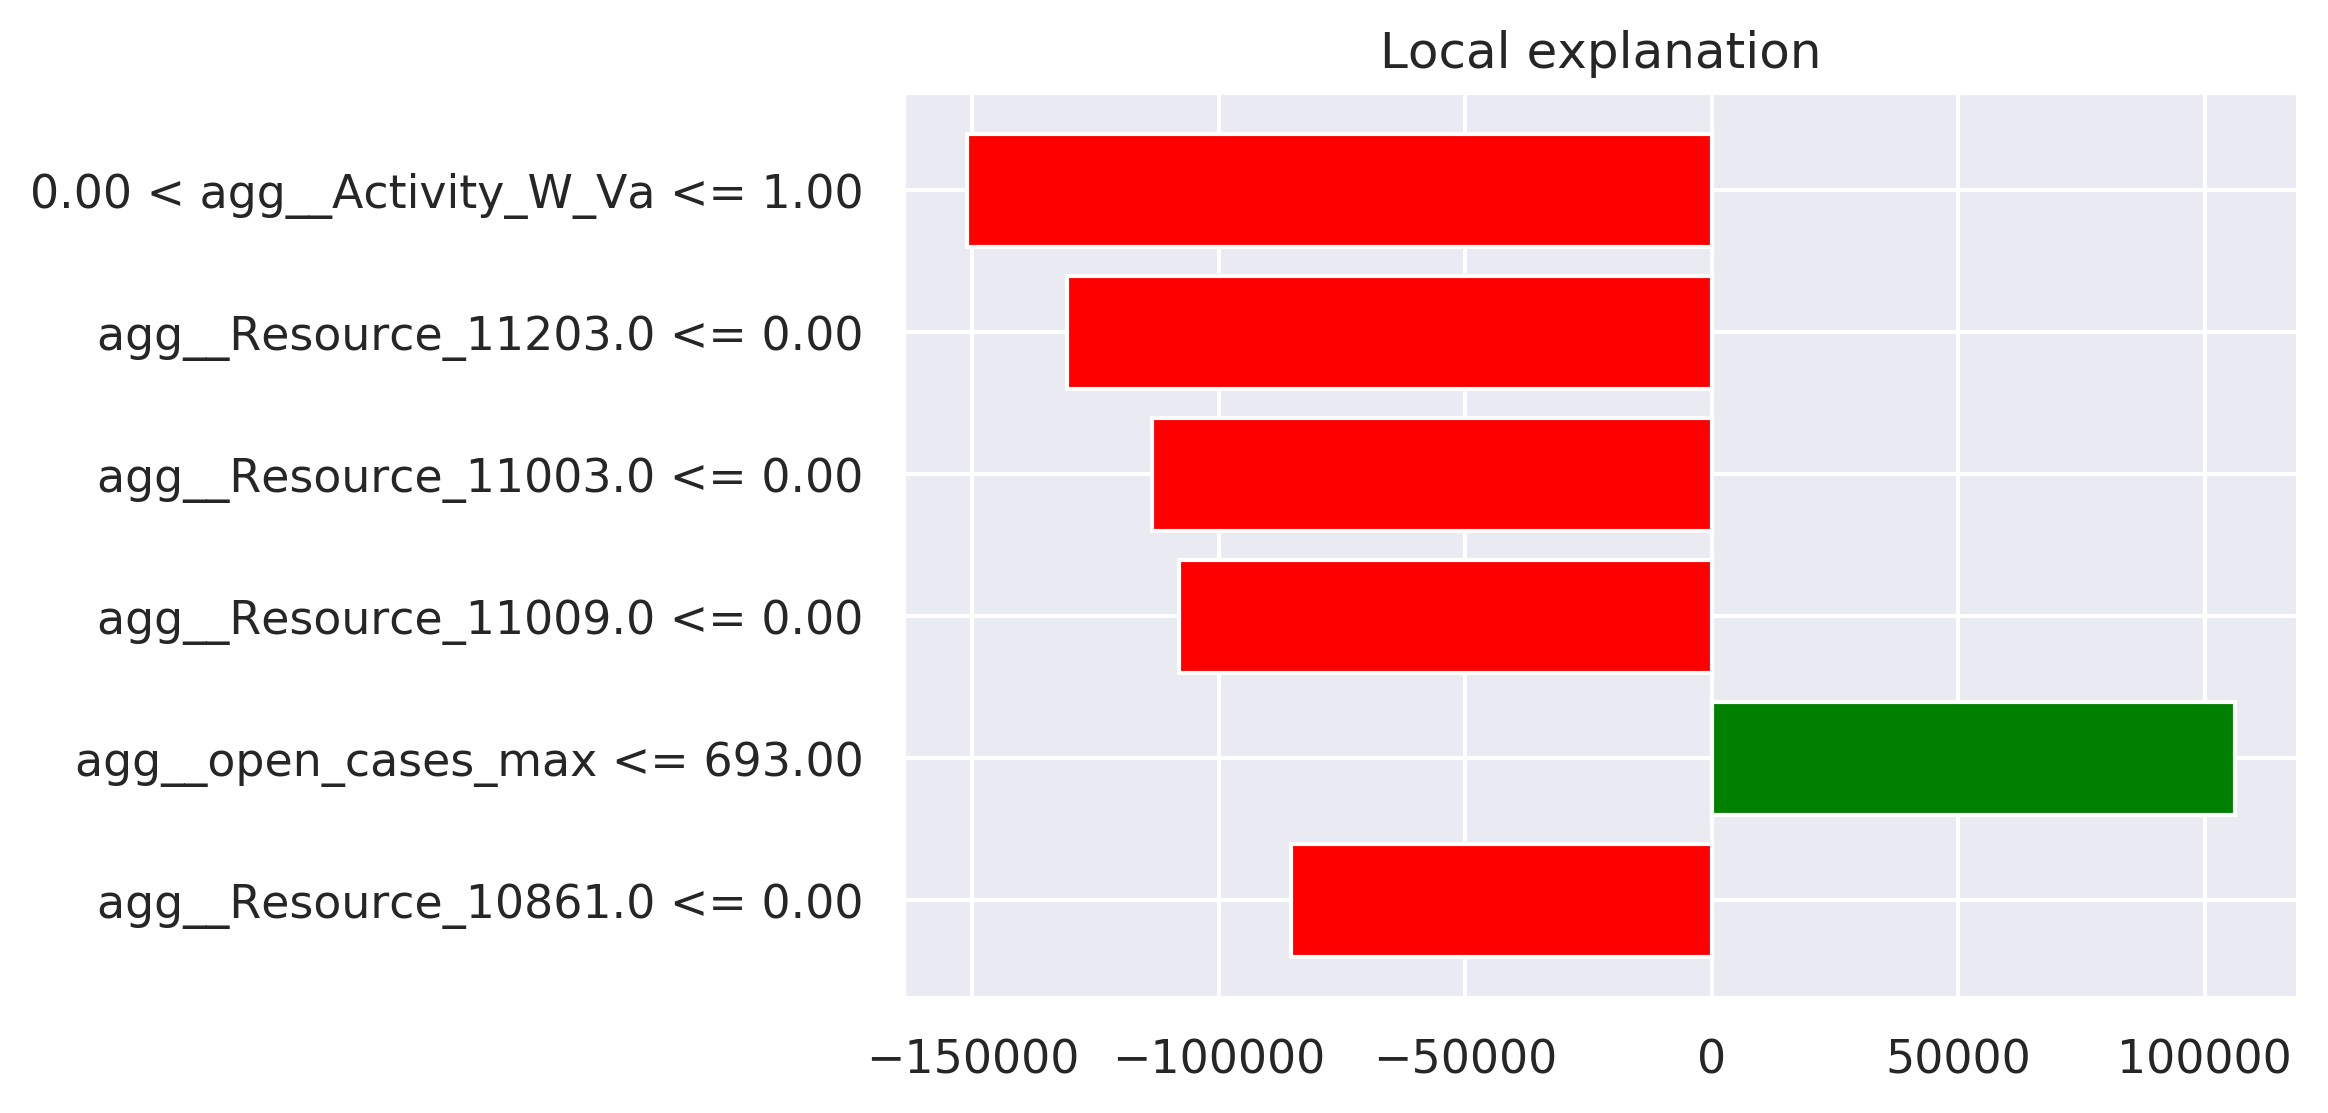 Local explanation
0.00 < agg__Activity_W_Va <= 1.00
agg__Resource_11203.0 <= 0.00
agg__Resource_11003.0 <= 0.00
agg__Resource_11009.0 <= 0.00
agg__open_cases_max <= 693.00
agg__Resource_10861.0 <= 0.00
−150000 −100000 −50000 0 50000 100000